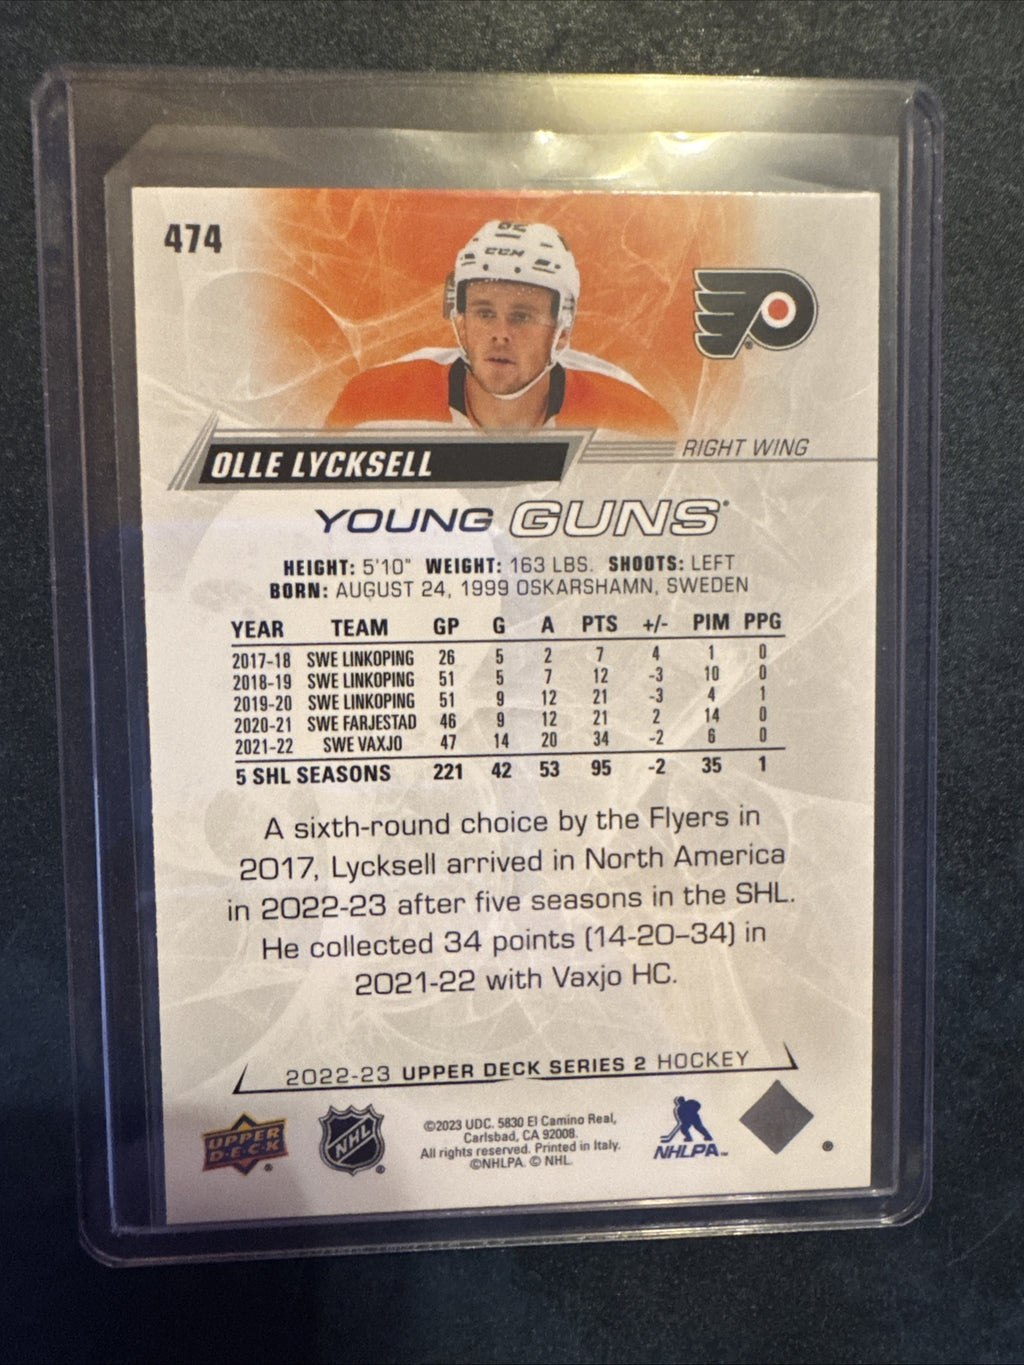 474
82
CCM
OLLE LYCKSELL
RIGHT WING
YOUNG GUNS®
HEIGHT: 5'10" WEIGHT: 163 LBS. SHOOTS: LEFT
BORN: AUGUST 24, 1999 OSKARSHAMN, SWEDEN
YEAR TEAM GP G A PTS +/- PIM PPG
2017-18 SWE LINKOPING 26 5 2 7 4 1 0
2018-19 SWE LINKOPING 51 5 7 12 -3 10 0
2019-20 SWE LINKOPING 51 9 12 21 -3 4 1
2020-21 SWE FARJESTAD 46 9 12 21 2 14 0
2021-22 SWE VAXJO 47 14 20 34 -2 6 0
5 SHL SEASONS 221 42 53 95 -2 35 1
A sixth-round choice by the Flyers in
2017, Lycksell arrived in North America
in 2022-23 after five seasons in the SHL.
He collected 34 points (14-20–34) in
2021-22 with Vaxjo HC.
2022-23 UPPER DECK SERIES 2 HOCKEY
UPPER
D·E·C·K
®
NHL
®
©2023 UDC. 5830 El Camino Real,
Carlsbad, CA 92008.
All rights reserved. Printed in Italy.
©NHLPA. © NHL.
NHLPA™
®